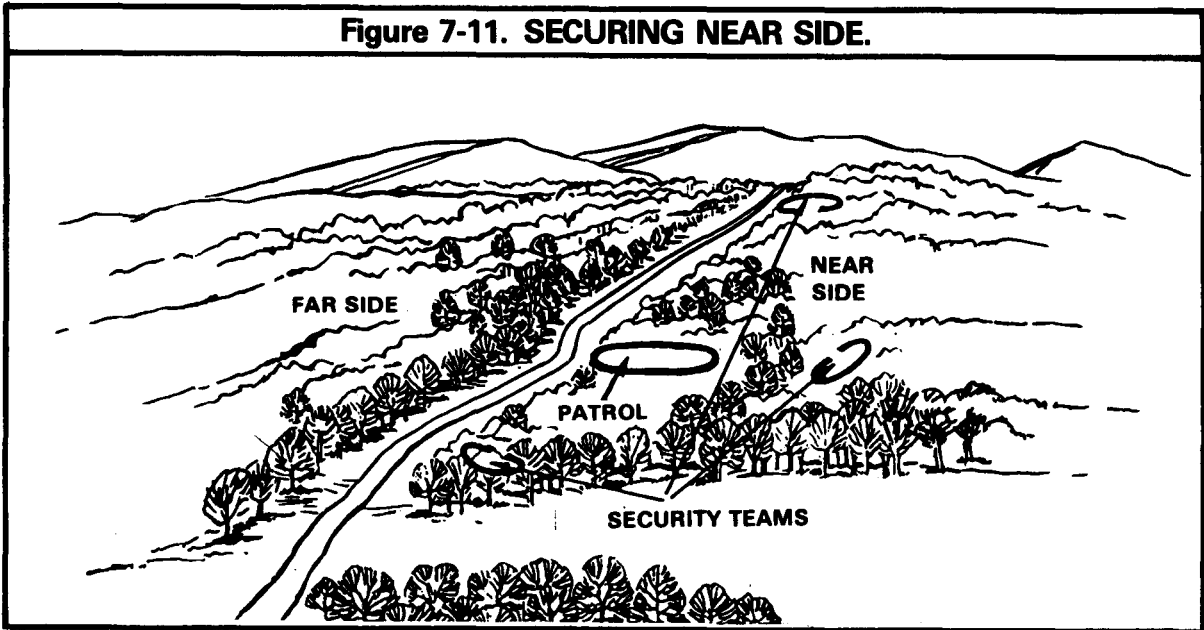 Figure 7-11. SECURING NEAR SIDE.
FAR SIDE
NEAR
SIDE
PATROL
SECURITY TEAMS